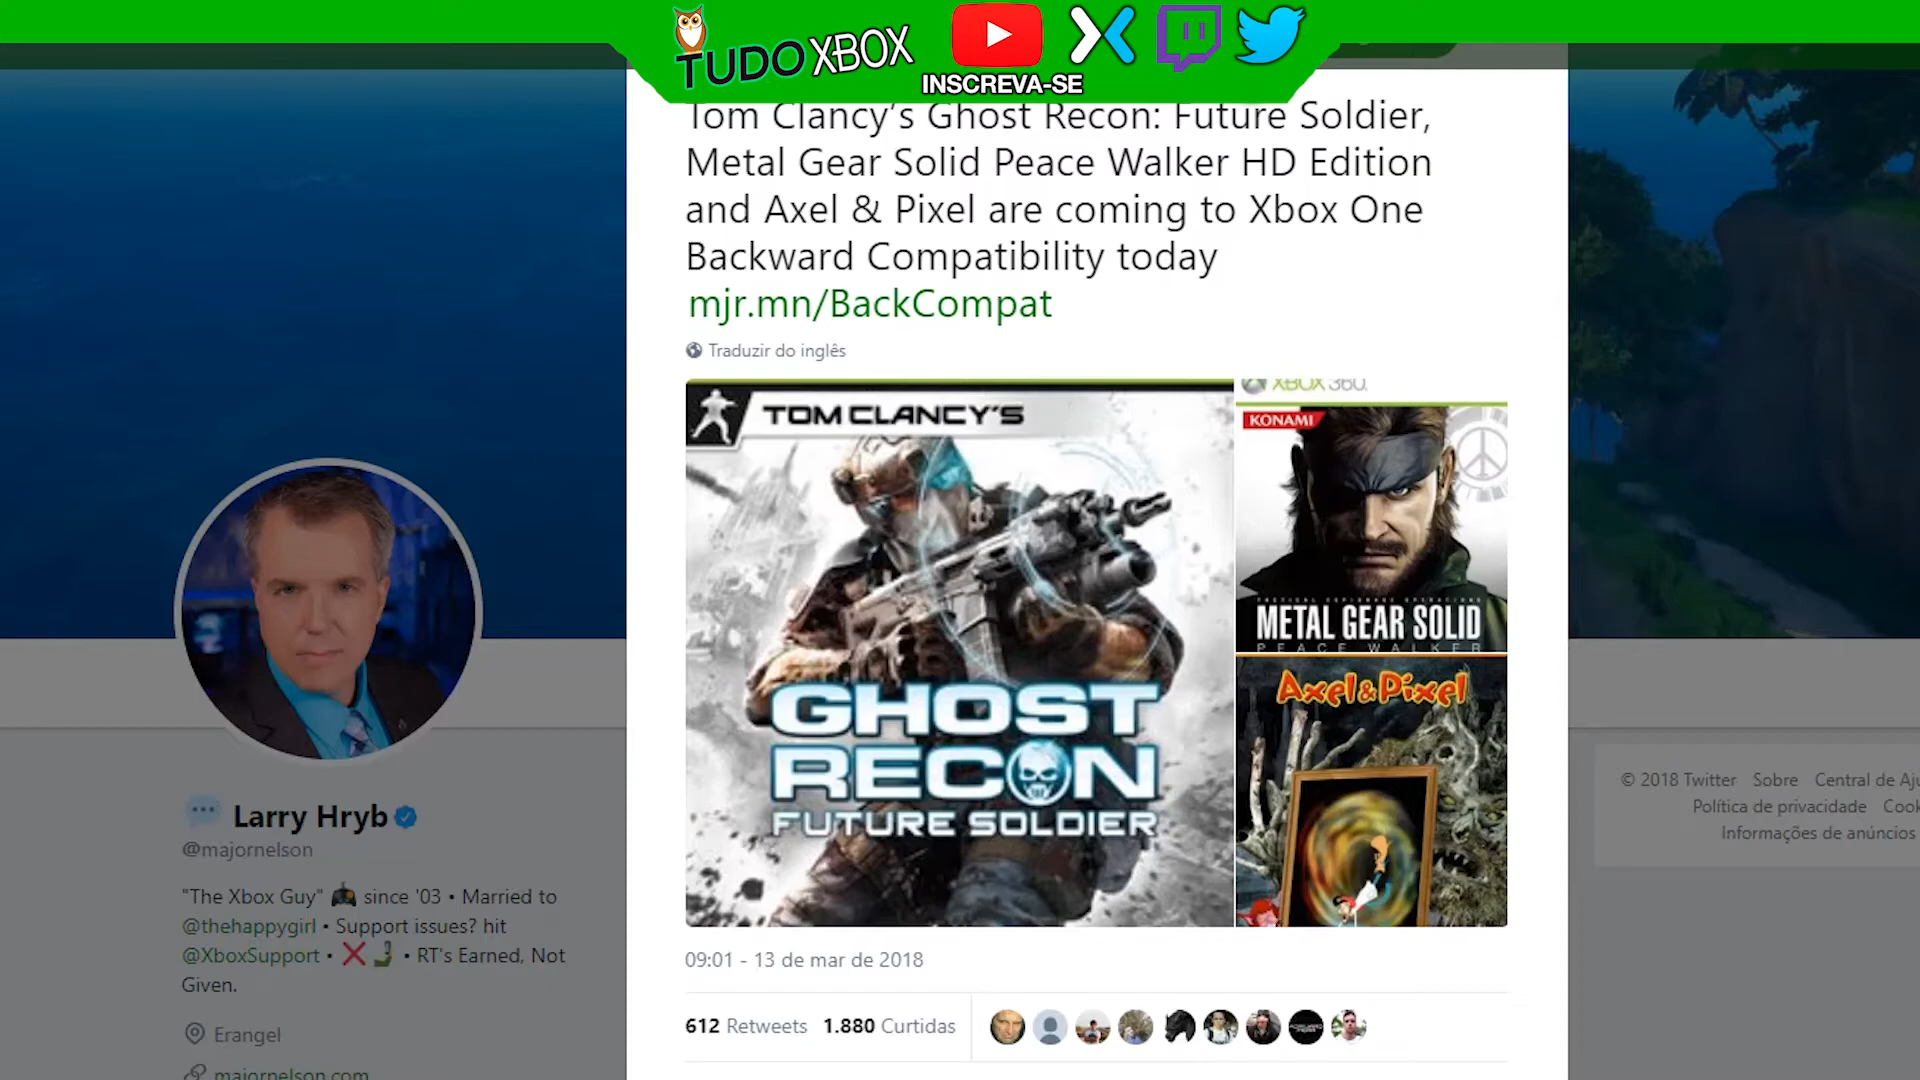 TUDO XBOX
INSCREVA-SE
Tom Clancy's Ghost Recon: Future Soldier,
Metal Gear Solid Peace Walker HD Edition
and Axel & Pixel are coming to Xbox One
Backward Compatibility today
mjr.mn/BackCompat
Traduzir do inglês
TOM CLANCY'S
GHOST
RECON
FUTURE SOLDIER
XBOX 360.
KONAMI
TACTICAL ESPIONAGE OPERATIONS
METAL GEAR SOLID
PEACE WALKER
Axel & Pixel
09:01 - 13 de mar de 2018
612 Retweets 1.880 Curtidas
Larry Hryb
@majornelson
"The Xbox Guy" since '03 • Married to
@thehappygirl • Support issues? hit
@XboxSupport • • RT's Earned, Not
Given.
Erangel
majornelson.com
© 2018 Twitter Sobre Central de Aju
Política de privacidade Cook
Informações de anúncios